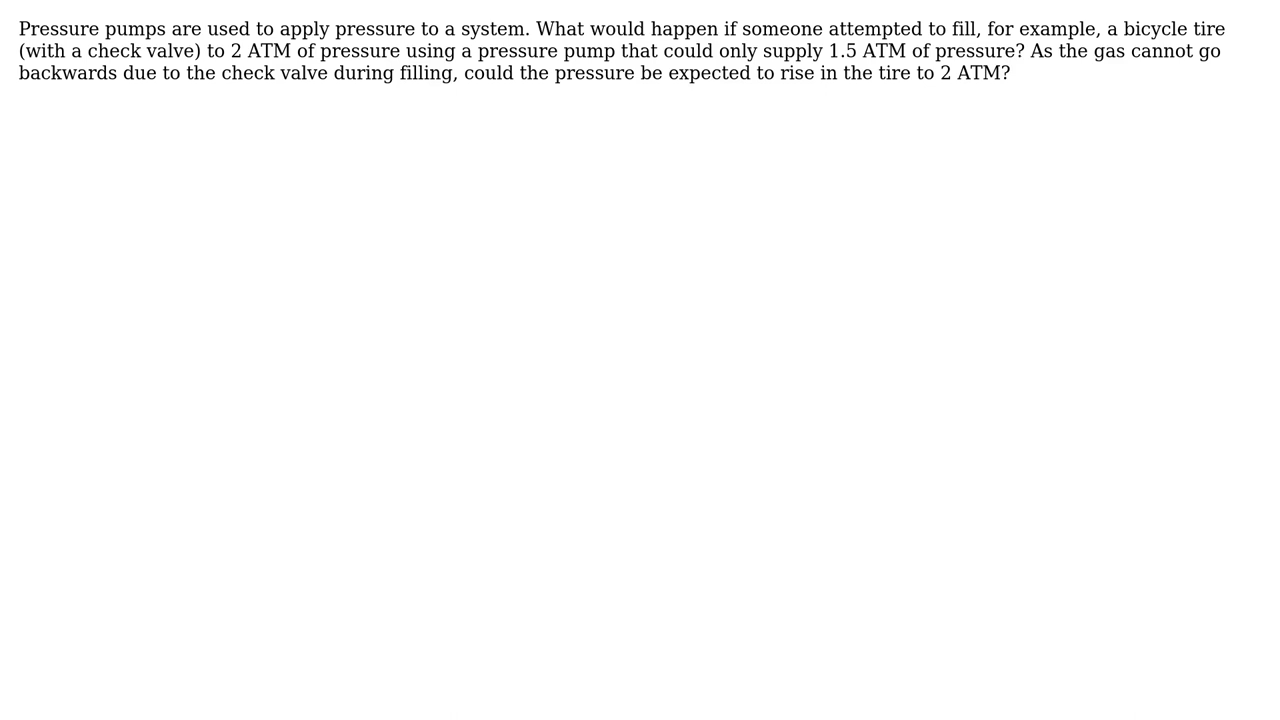 Pressure pumps are used to apply pressure to a system. What would happen if someone attempted to fill, for example, a bicycle tire
(with a check valve) to 2 ATM of pressure using a pressure pump that could only supply 1.5 ATM of pressure? As the gas cannot go
backwards due to the check valve during filling, could the pressure be expected to rise in the tire to 2 ATM?